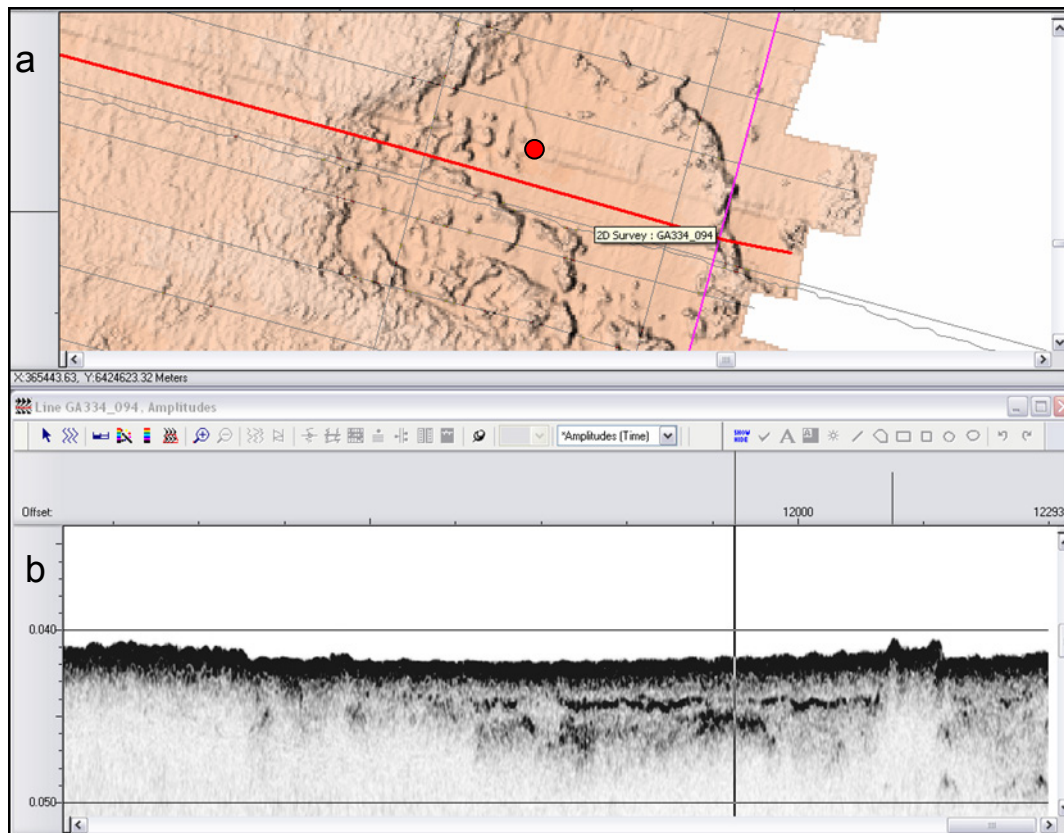 a
2D Survey : GA334_094
X:365443.63, Y:6424623.32 Meters
Line GA334_094, Amplitudes
*Amplitudes (Time)
SHOW
HIDE
A
A
Offset:
12000
12293
b
0.040
0.050